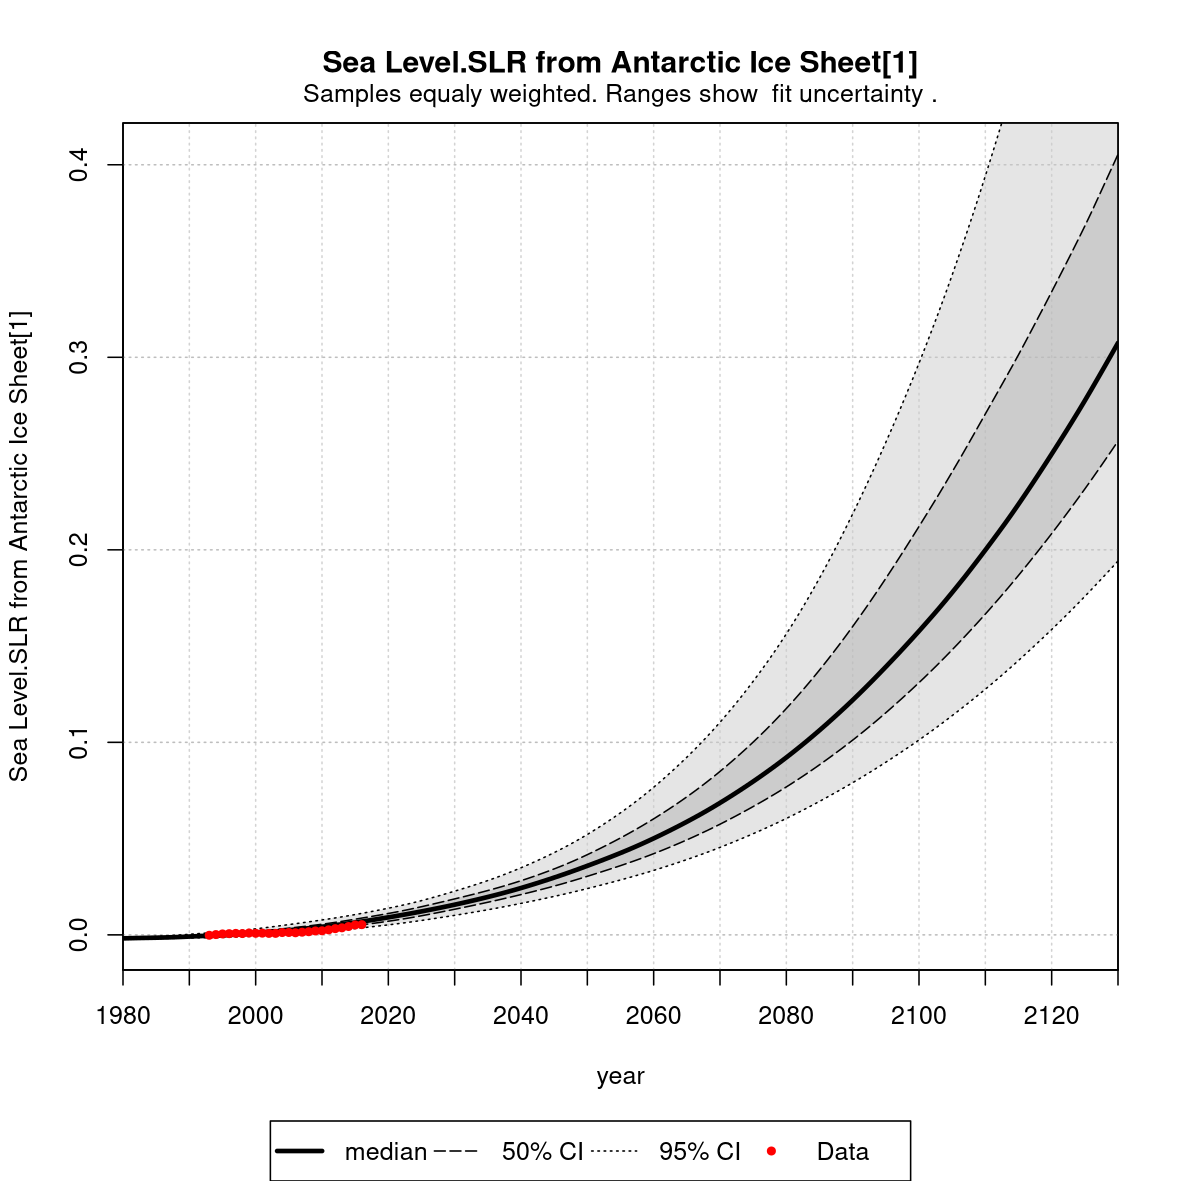 Sea Level.SLR from Antarctic Ice Sheet[1]
Samples equaly weighted. Ranges show  fit uncertainty .
Sea Level.SLR from Antarctic Ice Sheet[1]
0.4
0.3
0.2
0.1
0.0
1980 2000 2020 2040 2060 2080 2100 2120
year
median 50% CI 95% CI Data